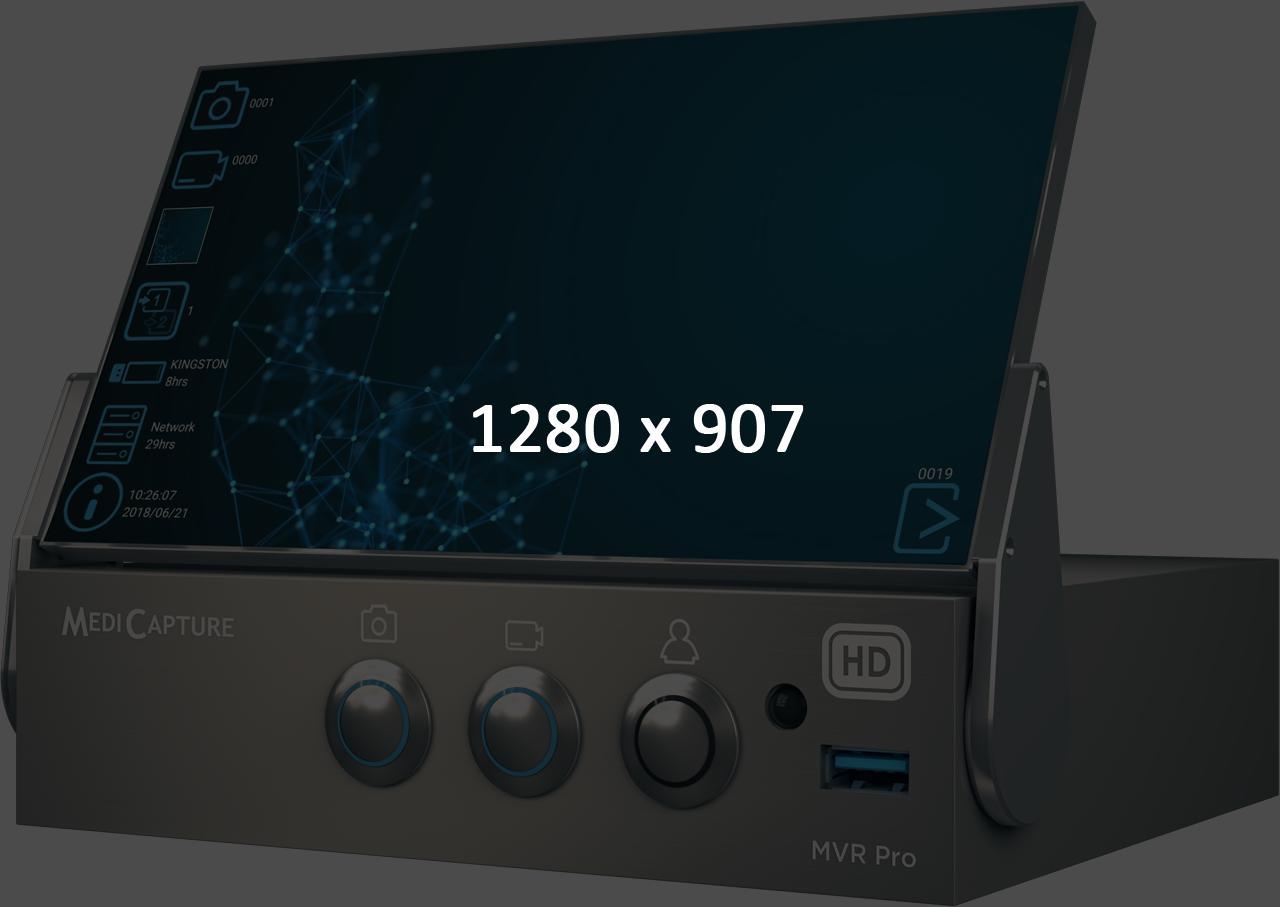 0001
0000
1
2
1
KINGSTON
8hrs
Network
29hrs
10:26:07
2018/06/21
1280 x 907
0019
MEDICAPTURE
HD
MVR Pro